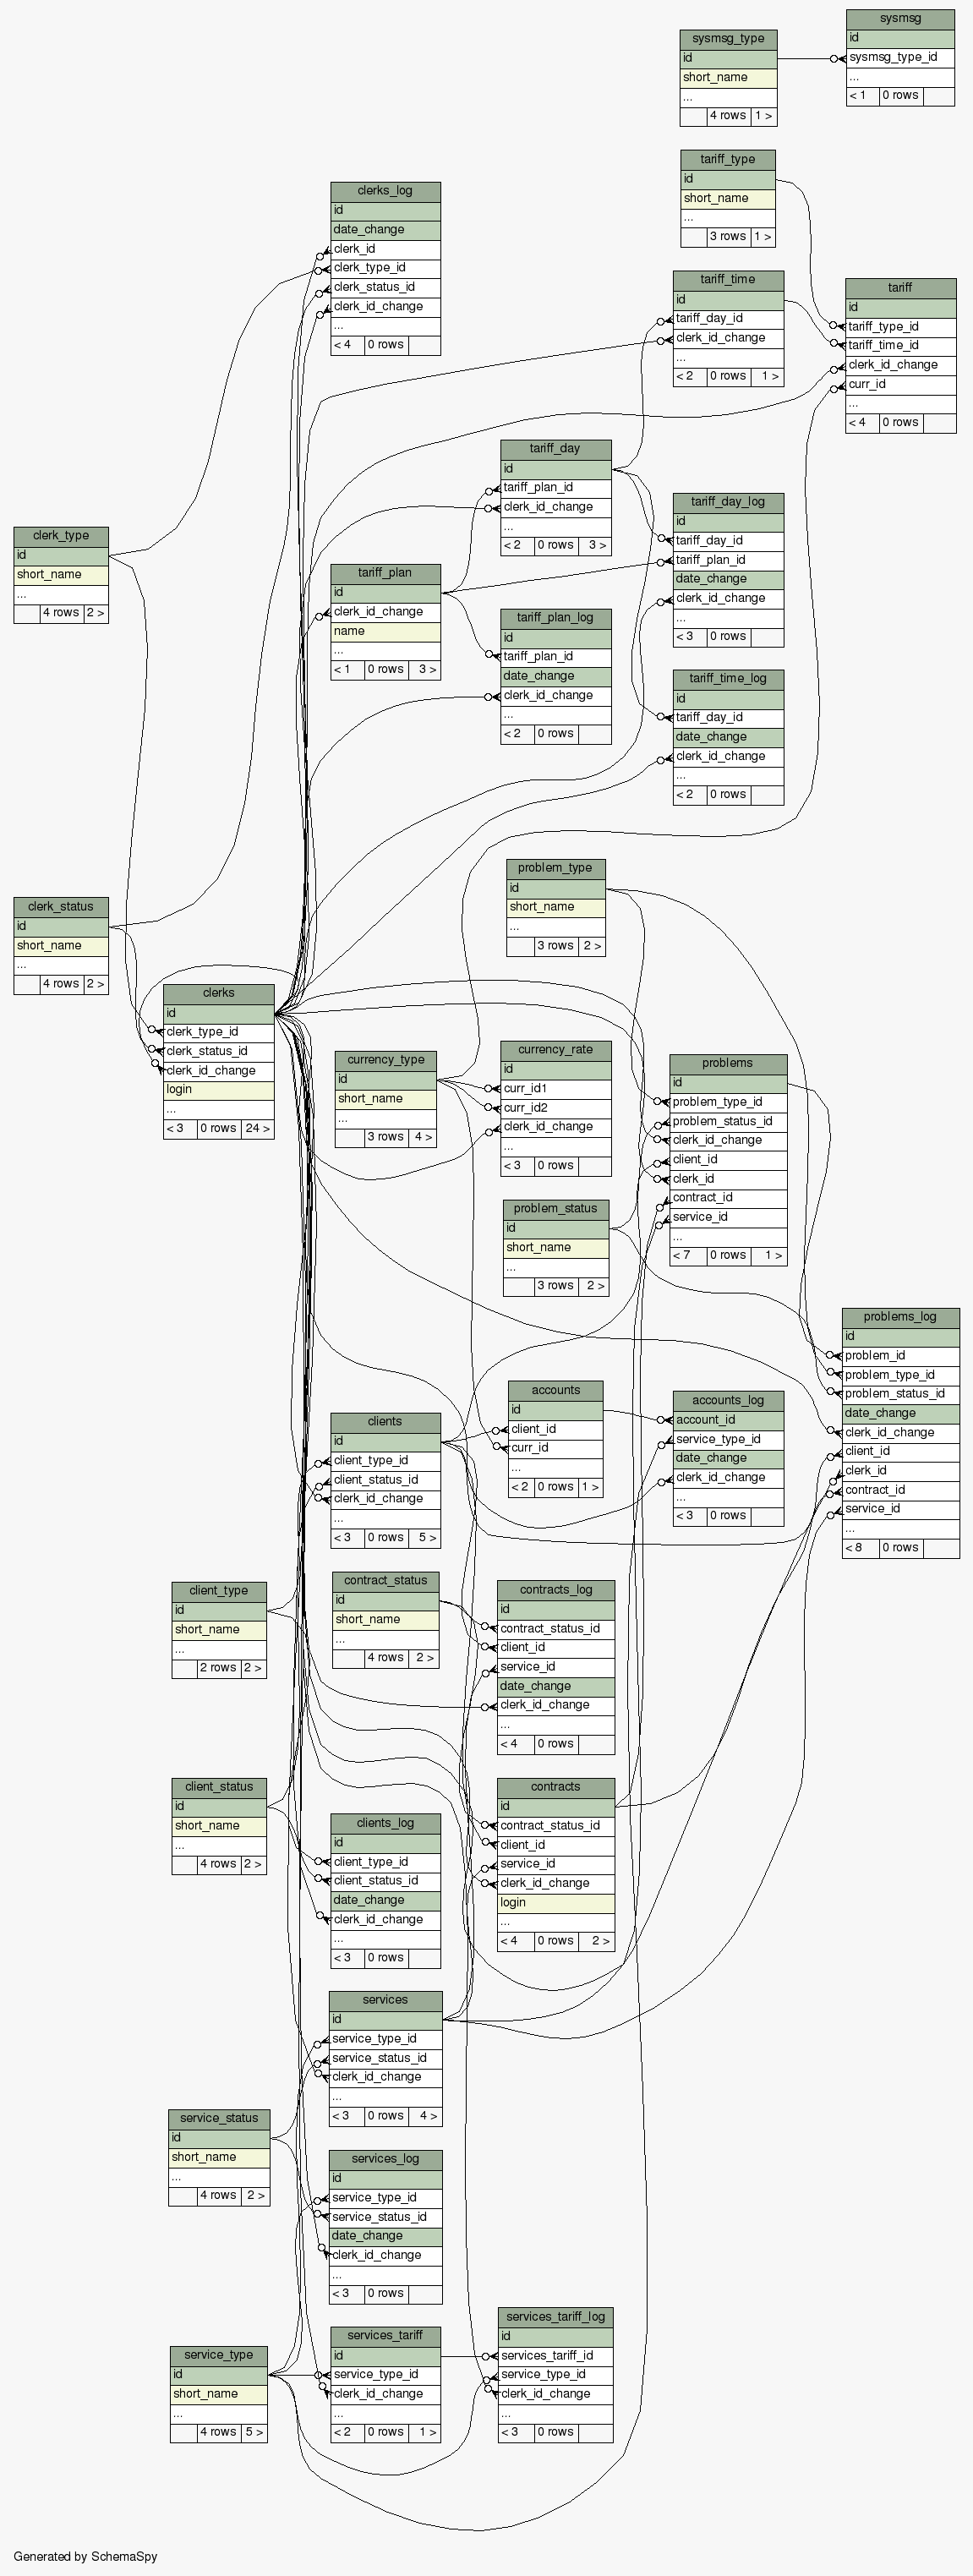 sysmsg
id
sysmsg_type_id
...
< 1 0 rows
sysmsg_type
id
short_name
...
4 rows 1 >
tariff_type
id
short_name
...
3 rows 1 >
clerks_log
id
date_change
clerk_id
clerk_type_id
clerk_status_id
clerk_id_change
...
< 4 0 rows
tariff_time
id
tariff_day_id
clerk_id_change
...
< 2 0 rows 1 >
tariff
id
tariff_type_id
tariff_time_id
clerk_id_change
curr_id
...
< 4 0 rows
tariff_day
id
tariff_plan_id
clerk_id_change
...
< 2 0 rows 3 >
tariff_day_log
id
tariff_day_id
tariff_plan_id
date_change
clerk_id_change
...
< 3 0 rows
clerk_type
id
short_name
...
4 rows 2 >
tariff_plan
id
clerk_id_change
name
...
< 1 0 rows 3 >
tariff_plan_log
id
tariff_plan_id
date_change
clerk_id_change
...
< 2 0 rows
tariff_time_log
id
tariff_day_id
date_change
clerk_id_change
...
< 2 0 rows
problem_type
id
short_name
...
3 rows 2 >
clerk_status
id
short_name
...
4 rows 2 >
clerks
id
clerk_type_id
clerk_status_id
clerk_id_change
login
...
< 3 0 rows 24 >
currency_type
id
short_name
...
3 rows 4 >
currency_rate
id
curr_id1
curr_id2
clerk_id_change
...
< 3 0 rows
problems
id
problem_type_id
problem_status_id
clerk_id_change
client_id
clerk_id
contract_id
service_id
...
< 7 0 rows 1 >
problem_status
id
short_name
...
3 rows 2 >
problems_log
id
problem_id
problem_type_id
problem_status_id
date_change
clerk_id_change
client_id
clerk_id
contract_id
service_id
...
< 8 0 rows
accounts
id
client_id
curr_id
...
< 2 0 rows 1 >
accounts_log
account_id
service_type_id
date_change
clerk_id_change
...
< 3 0 rows
clients
id
client_type_id
client_status_id
clerk_id_change
...
< 3 0 rows 5 >
client_type
id
short_name
...
2 rows 2 >
contract_status
id
short_name
...
4 rows 2 >
contracts_log
id
contract_status_id
client_id
service_id
date_change
clerk_id_change
...
< 4 0 rows
client_status
id
short_name
...
4 rows 2 >
contracts
id
contract_status_id
client_id
service_id
clerk_id_change
login
...
< 4 0 rows 2 >
clients_log
id
client_type_id
client_status_id
date_change
clerk_id_change
...
< 3 0 rows
services
id
service_type_id
service_status_id
clerk_id_change
...
< 3 0 rows 4 >
service_status
id
short_name
...
4 rows 2 >
services_log
id
service_type_id
service_status_id
date_change
clerk_id_change
...
< 3 0 rows
service_type
id
short_name
...
4 rows 5 >
services_tariff
id
service_type_id
clerk_id_change
...
< 2 0 rows 1 >
services_tariff_log
id
services_tariff_id
service_type_id
clerk_id_change
...
< 3 0 rows
Generated by SchemaSpy